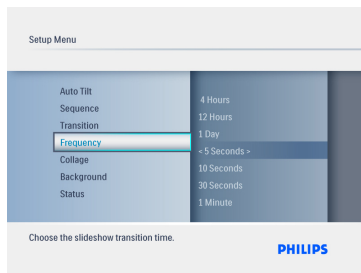 Setup Menu
Auto Tilt
Sequence
Transition
Frequency
Collage
Background
Status
4 Hours
12 Hours
1 Day
< 5 Seconds >
10 Seconds
30 Seconds
1 Minute
Choose the slideshow transition time.
PHILIPS